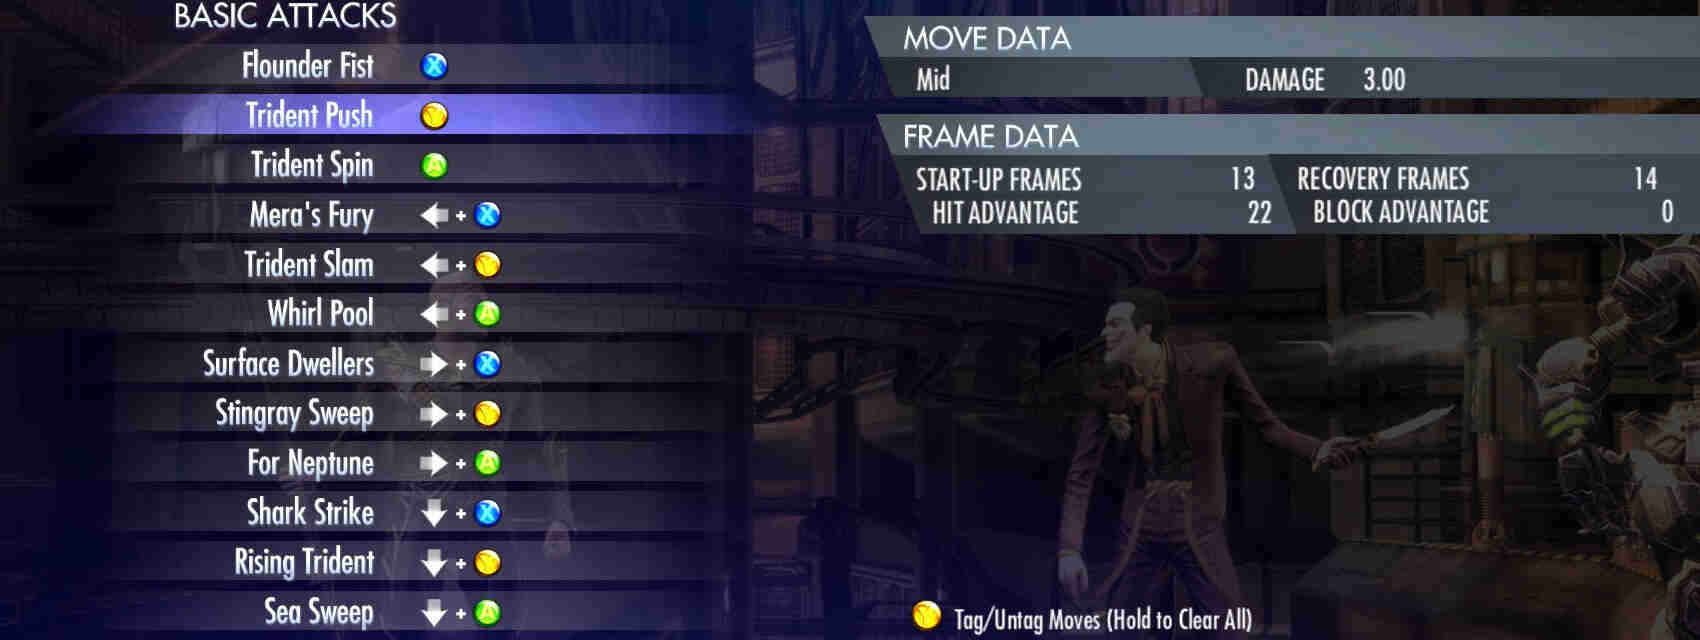 BASIC ATTACKS
Flounder Fist X
Trident Push Y
Trident Spin A
Mera's Fury + X
Trident Slam + Y
Whirl Pool + A
Surface Dwellers + X
Stingray Sweep + Y
For Neptune + A
Shark Strike + X
Rising Trident + Y
Sea Sweep + A
MOVE DATA
Mid DAMAGE 3.00
FRAME DATA
START-UP FRAMES 13 RECOVERY FRAMES 14
HIT ADVANTAGE 22 BLOCK ADVANTAGE 0
Y Tag/Untag Moves (Hold to Clear All)